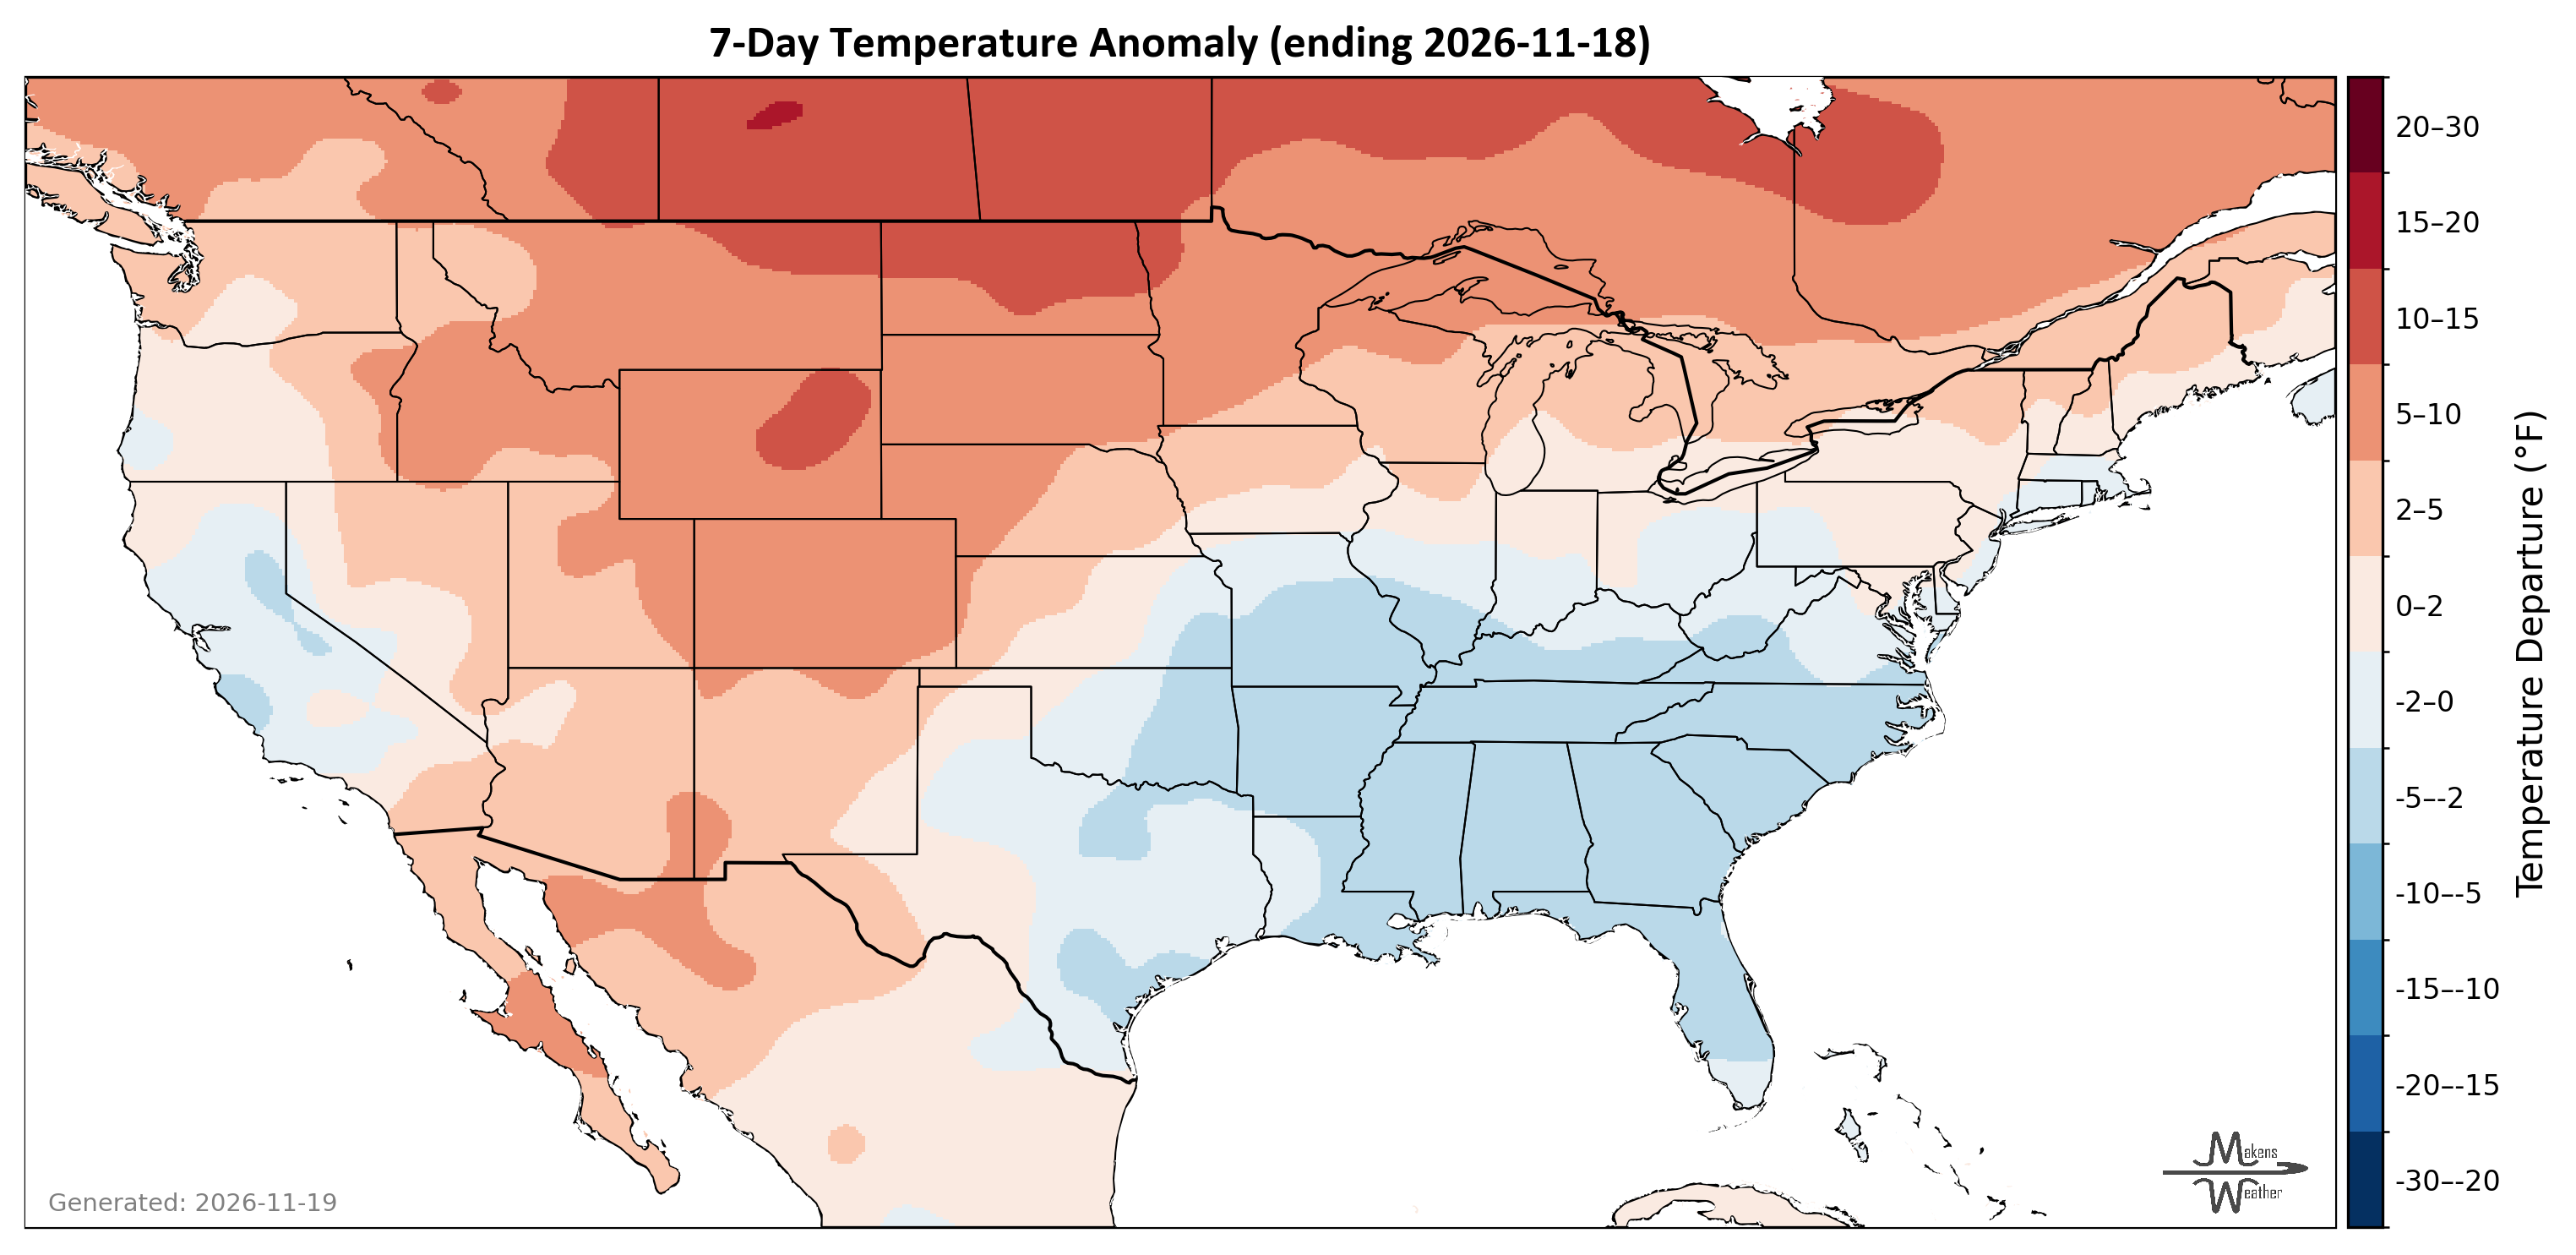 7-Day Temperature Anomaly (ending 2026-11-18)
20–30
15–20
10–15
5–10
2–5
0–2
-2–0
-5–-2
-10–-5
-15–-10
-20–-15
-30–-20
Temperature Departure (°F)
Generated: 2026-11-19
Makens
Weather